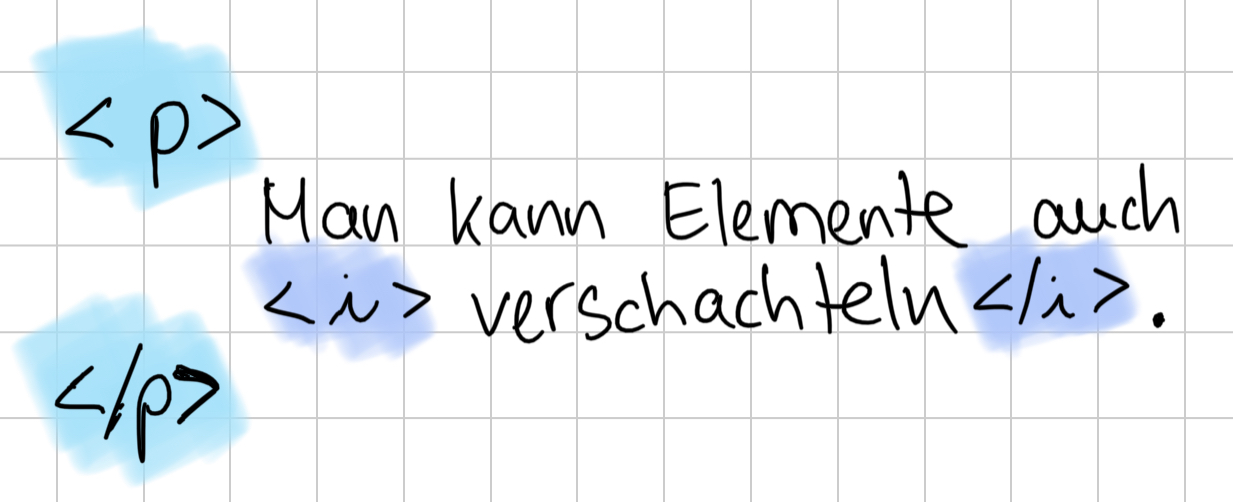 <p>
Man kann Elemente auch
<i> verschachteln </i>.
</p>